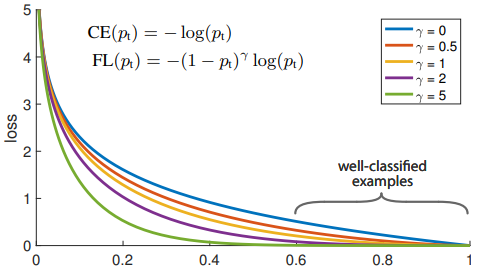 5
4
3
2
1
0
loss
CE(pₜ) = − log(pₜ)
FL(pₜ) = −(1 − pₜ)^γ log(pₜ)
γ = 0
γ = 0.5
γ = 1
γ = 2
γ = 5
well-classified
examples
0 0.2 0.4 0.6 0.8 1